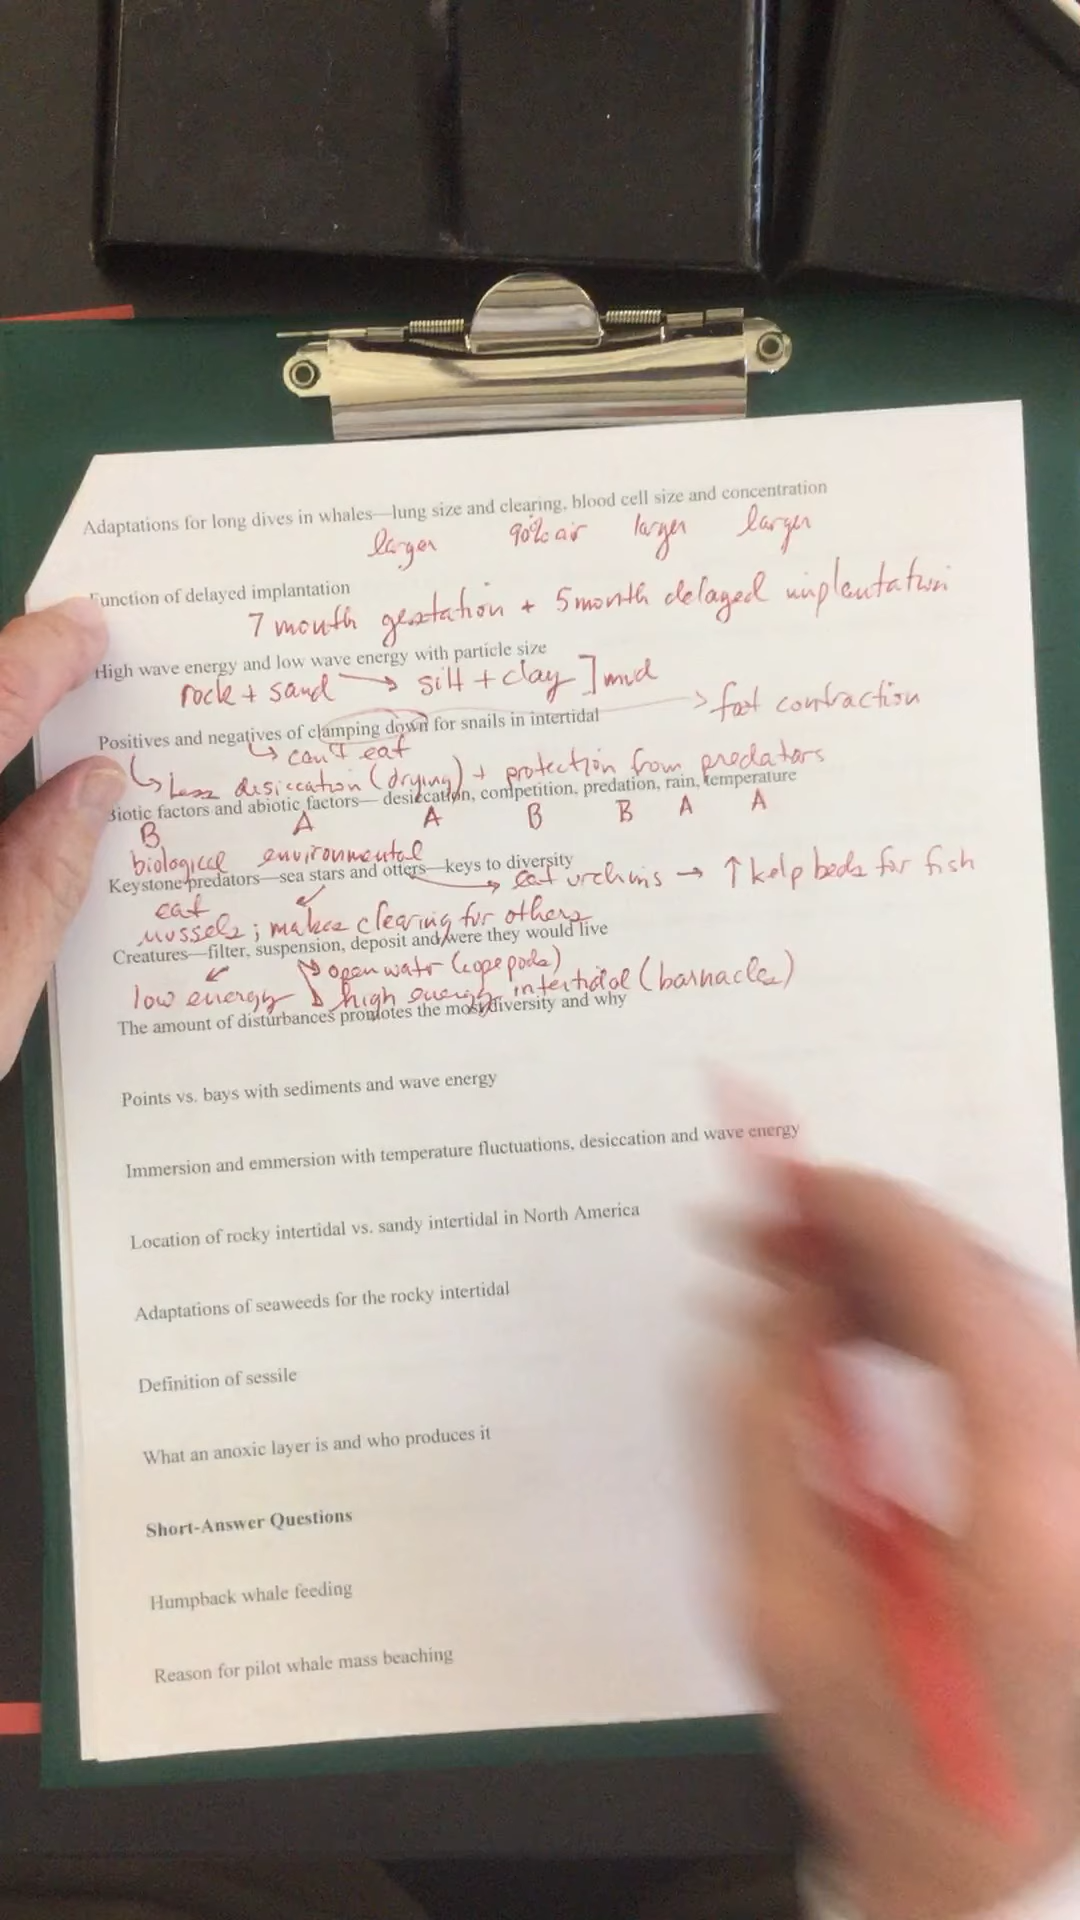 Adaptations for long dives in whales—lung size and clearing, blood cell size and concentration
larger 90% air larger larger
Function of delayed implantation
7 month gestation + 5 month delayed implantation
High wave energy and low wave energy with particle size
rock + sand → silt + clay ] mud
Positives and negatives of clamping down for snails in intertidal → foot contraction
↳ can't eat
↳ Less desiccation (drying) + protection from predators
Biotic factors and abiotic factors— desiccation, competition, predation, rain, temperature
B A A B B A A
biological environmental
Keystone predators—sea stars and otters—keys to diversity → eat urchins → ↑ kelp beds for fish
eat
mussels; makes clearing for others
Creatures—filter, suspension, deposit and were they would live
open water (copepods)
low energy high energy intertidal (barnacles)
The amount of disturbances promotes the most diversity and why
Points vs. bays with sediments and wave energy
Immersion and emmersion with temperature fluctuations, desiccation and wave energy
Location of rocky intertidal vs. sandy intertidal in North America
Adaptations of seaweeds for the rocky intertidal
Definition of sessile
What an anoxic layer is and who produces it
Short-Answer Questions
Humpback whale feeding
Reason for pilot whale mass beaching